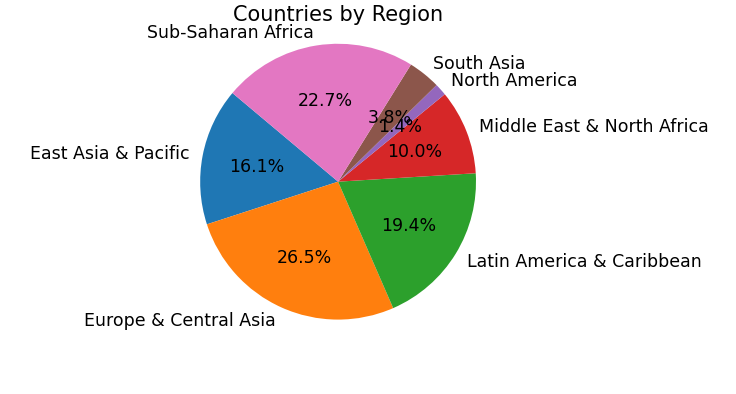 Countries by Region
Sub-Saharan Africa
South Asia
North America
22.7%
3.8%
1.4%
Middle East & North Africa
10.0%
East Asia & Pacific
16.1%
19.4%
26.5%
Latin America & Caribbean
Europe & Central Asia